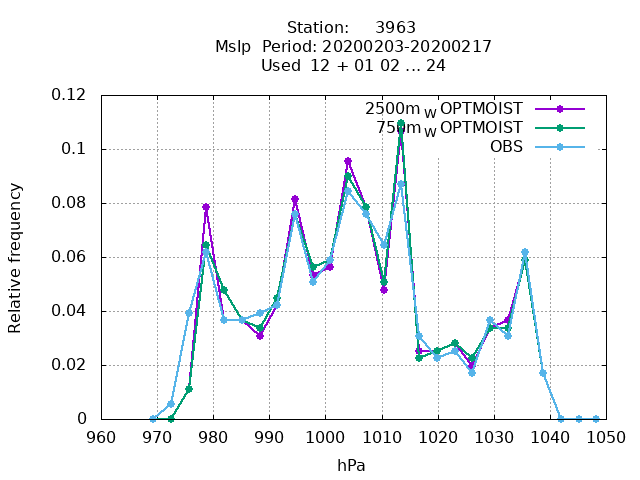 Station: 3963
Mslp Period: 20200203-20200217
Used 12 + 01 02 ... 24
2500m_W OPTMOIST
750m_W OPTMOIST
OBS
Relative frequency
0.12
0.1
0.08
0.06
0.04
0.02
0
960 970 980 990 1000 1010 1020 1030 1040 1050
hPa